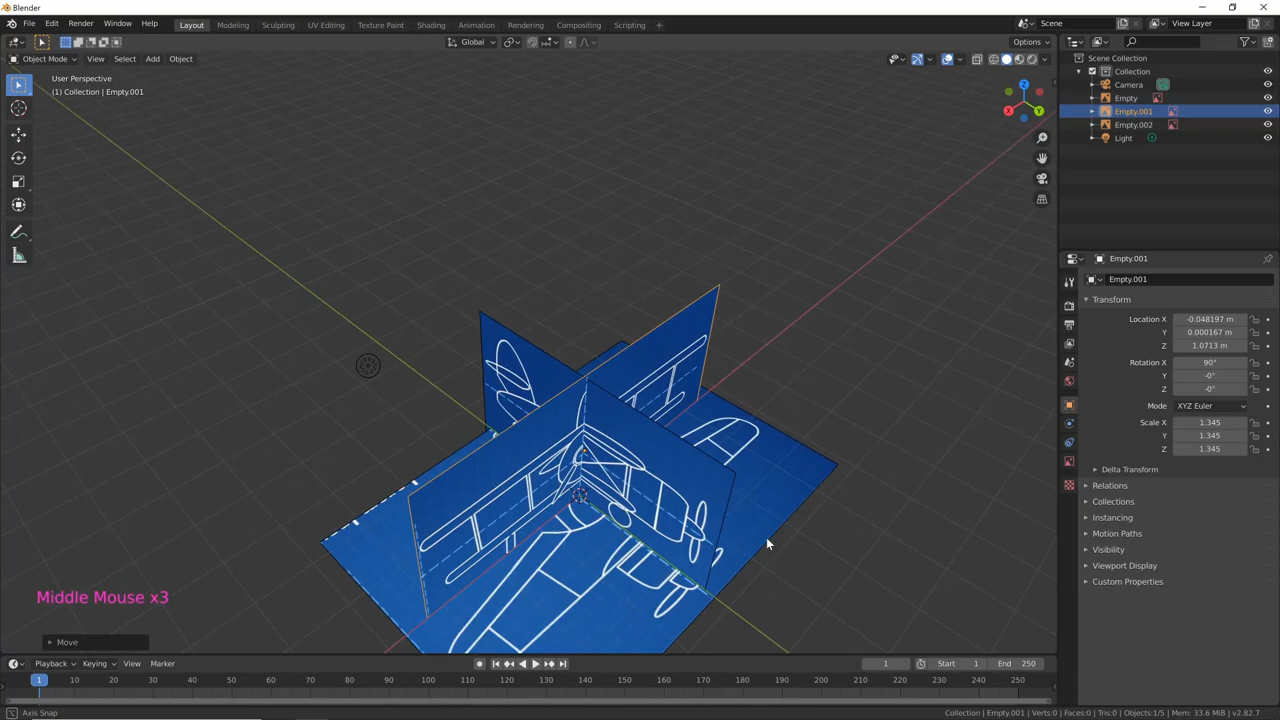 Blender
File Edit Render Window Help Layout Modeling Sculpting UV Editing Texture Paint Shading Animation Rendering Compositing Scripting + Scene View Layer
Global Options
Object Mode View Select Add Object
User Perspective
(1) Collection | Empty.001
Z
X
Y
Scene Collection
Collection
Camera
Empty
Empty.001
Empty.002
Light
Empty.001
Empty.001
Transform
Location X -0.048197 m
Y 0.000167 m
Z 1.0713 m
Rotation X 90°
Y -0°
Z -0°
Mode XYZ Euler
Scale X 1.345
Y 1.345
Z 1.345
Delta Transform
Relations
Collections
Instancing
Motion Paths
Visibility
Viewport Display
Custom Properties
Middle Mouse x3
Move
Playback Keying View Marker 1 Start 1 End 250
1 10 20 30 40 50 60 70 80 90 100 110 120 130 140 150 160 170 180 190 200 210 220 230 240 250
Axis Snap Collection | Empty.001 | Verts:0 | Faces:0 | Tris:0 | Objects:1/5 | Mem: 33.6 MiB | v2.82.7